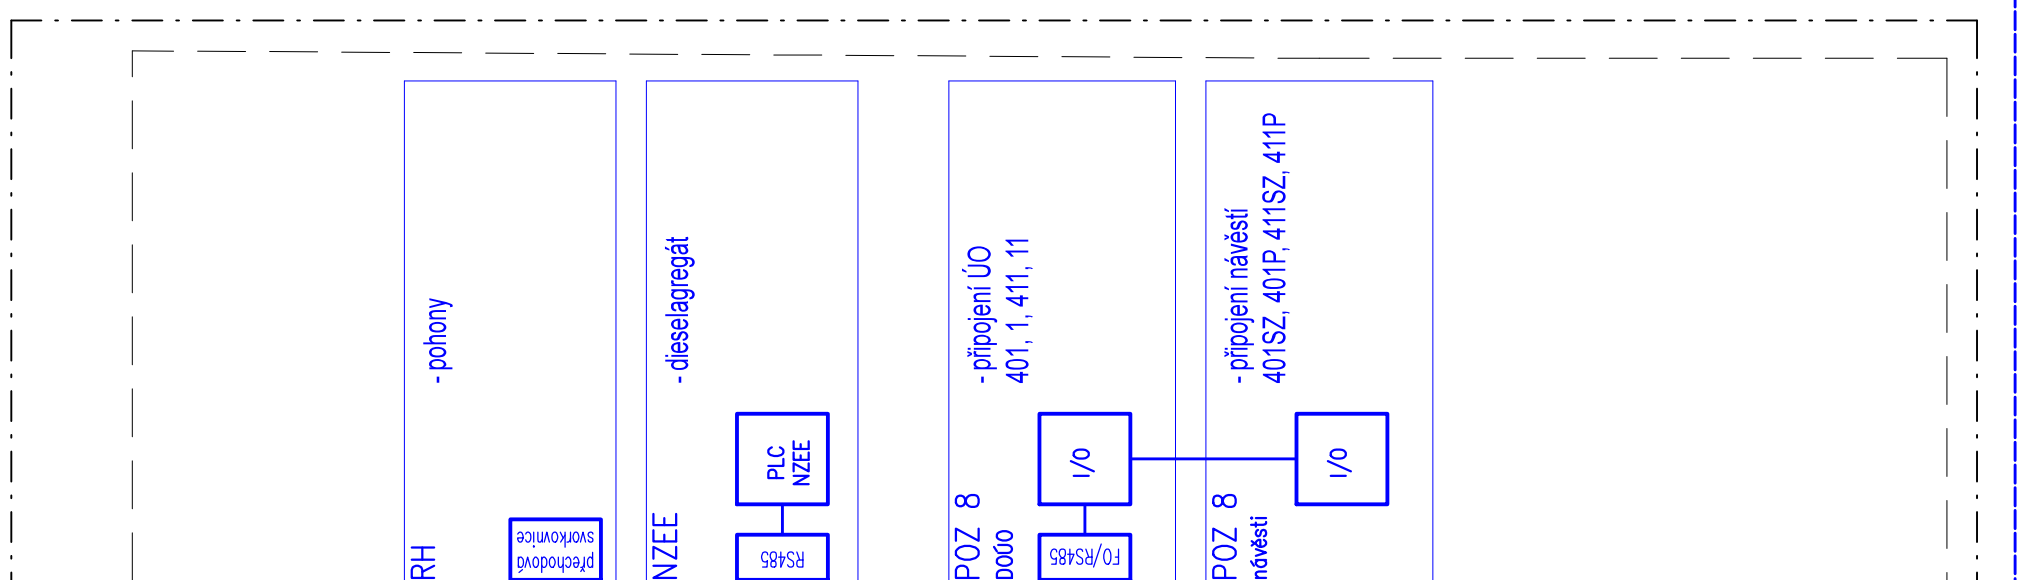 RH
- pohony
přechodová
svorkovnice
NZEE
- dieselagregát
PLC
NZEE
RS485
POZ 8
DOÚO
- připojení ÚO
401, 1, 411, 11
I/O
FO/RS485
POZ 8
návěsti
- připojení návěstí
401SZ, 401P, 411SZ, 411P
I/O